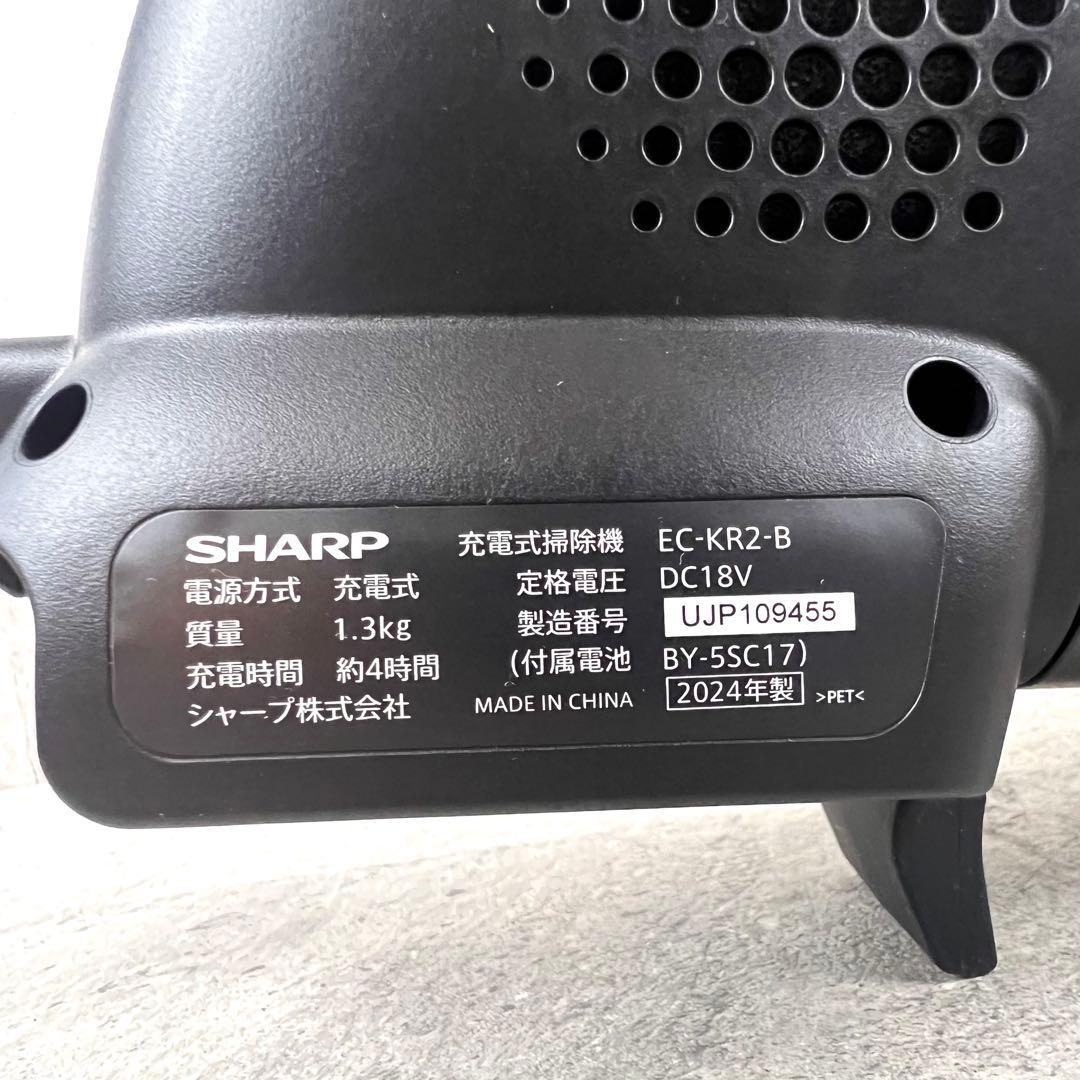 SHARP 充電式掃除機 EC-KR2-B
電源方式 充電式 定格電圧 DC18V
質量 1.3kg 製造番号 UJP109455
充電時間 約4時間 (付属電池 BY-5SC17)
シャープ株式会社 MADE IN CHINA 2024年製 >PET<